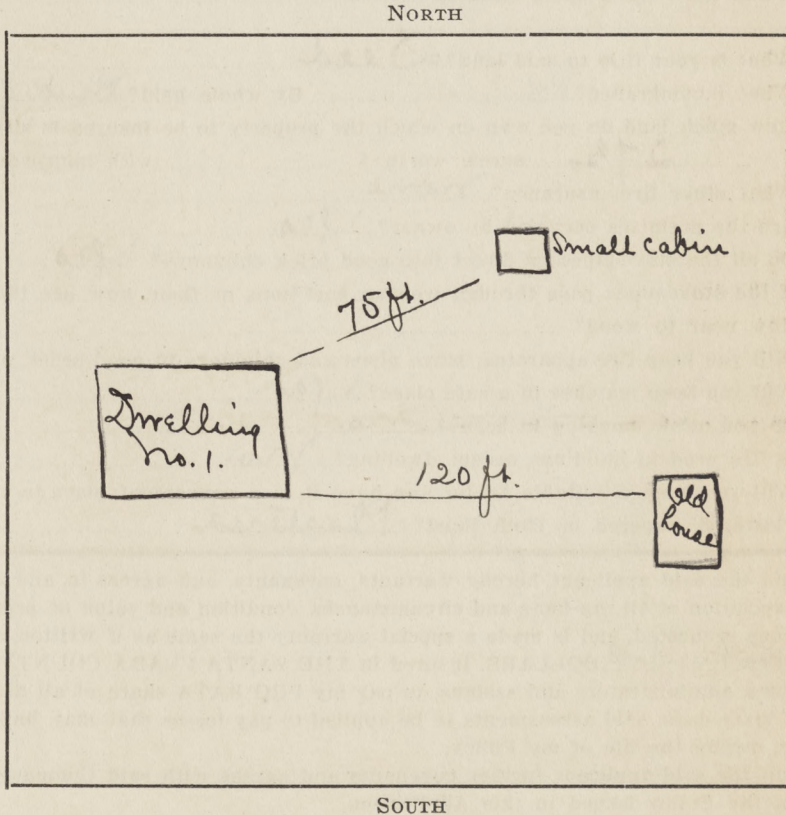 NORTH
Small cabin
75 ft.
Dwelling
No. 1.
120 ft.
Old
house
SOUTH